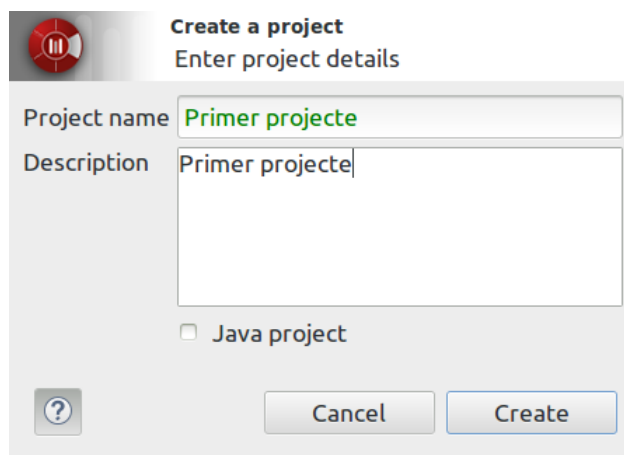 Create a project
Enter project details
Project name Primer projecte
Description Primer projecte
Java project
? Cancel Create